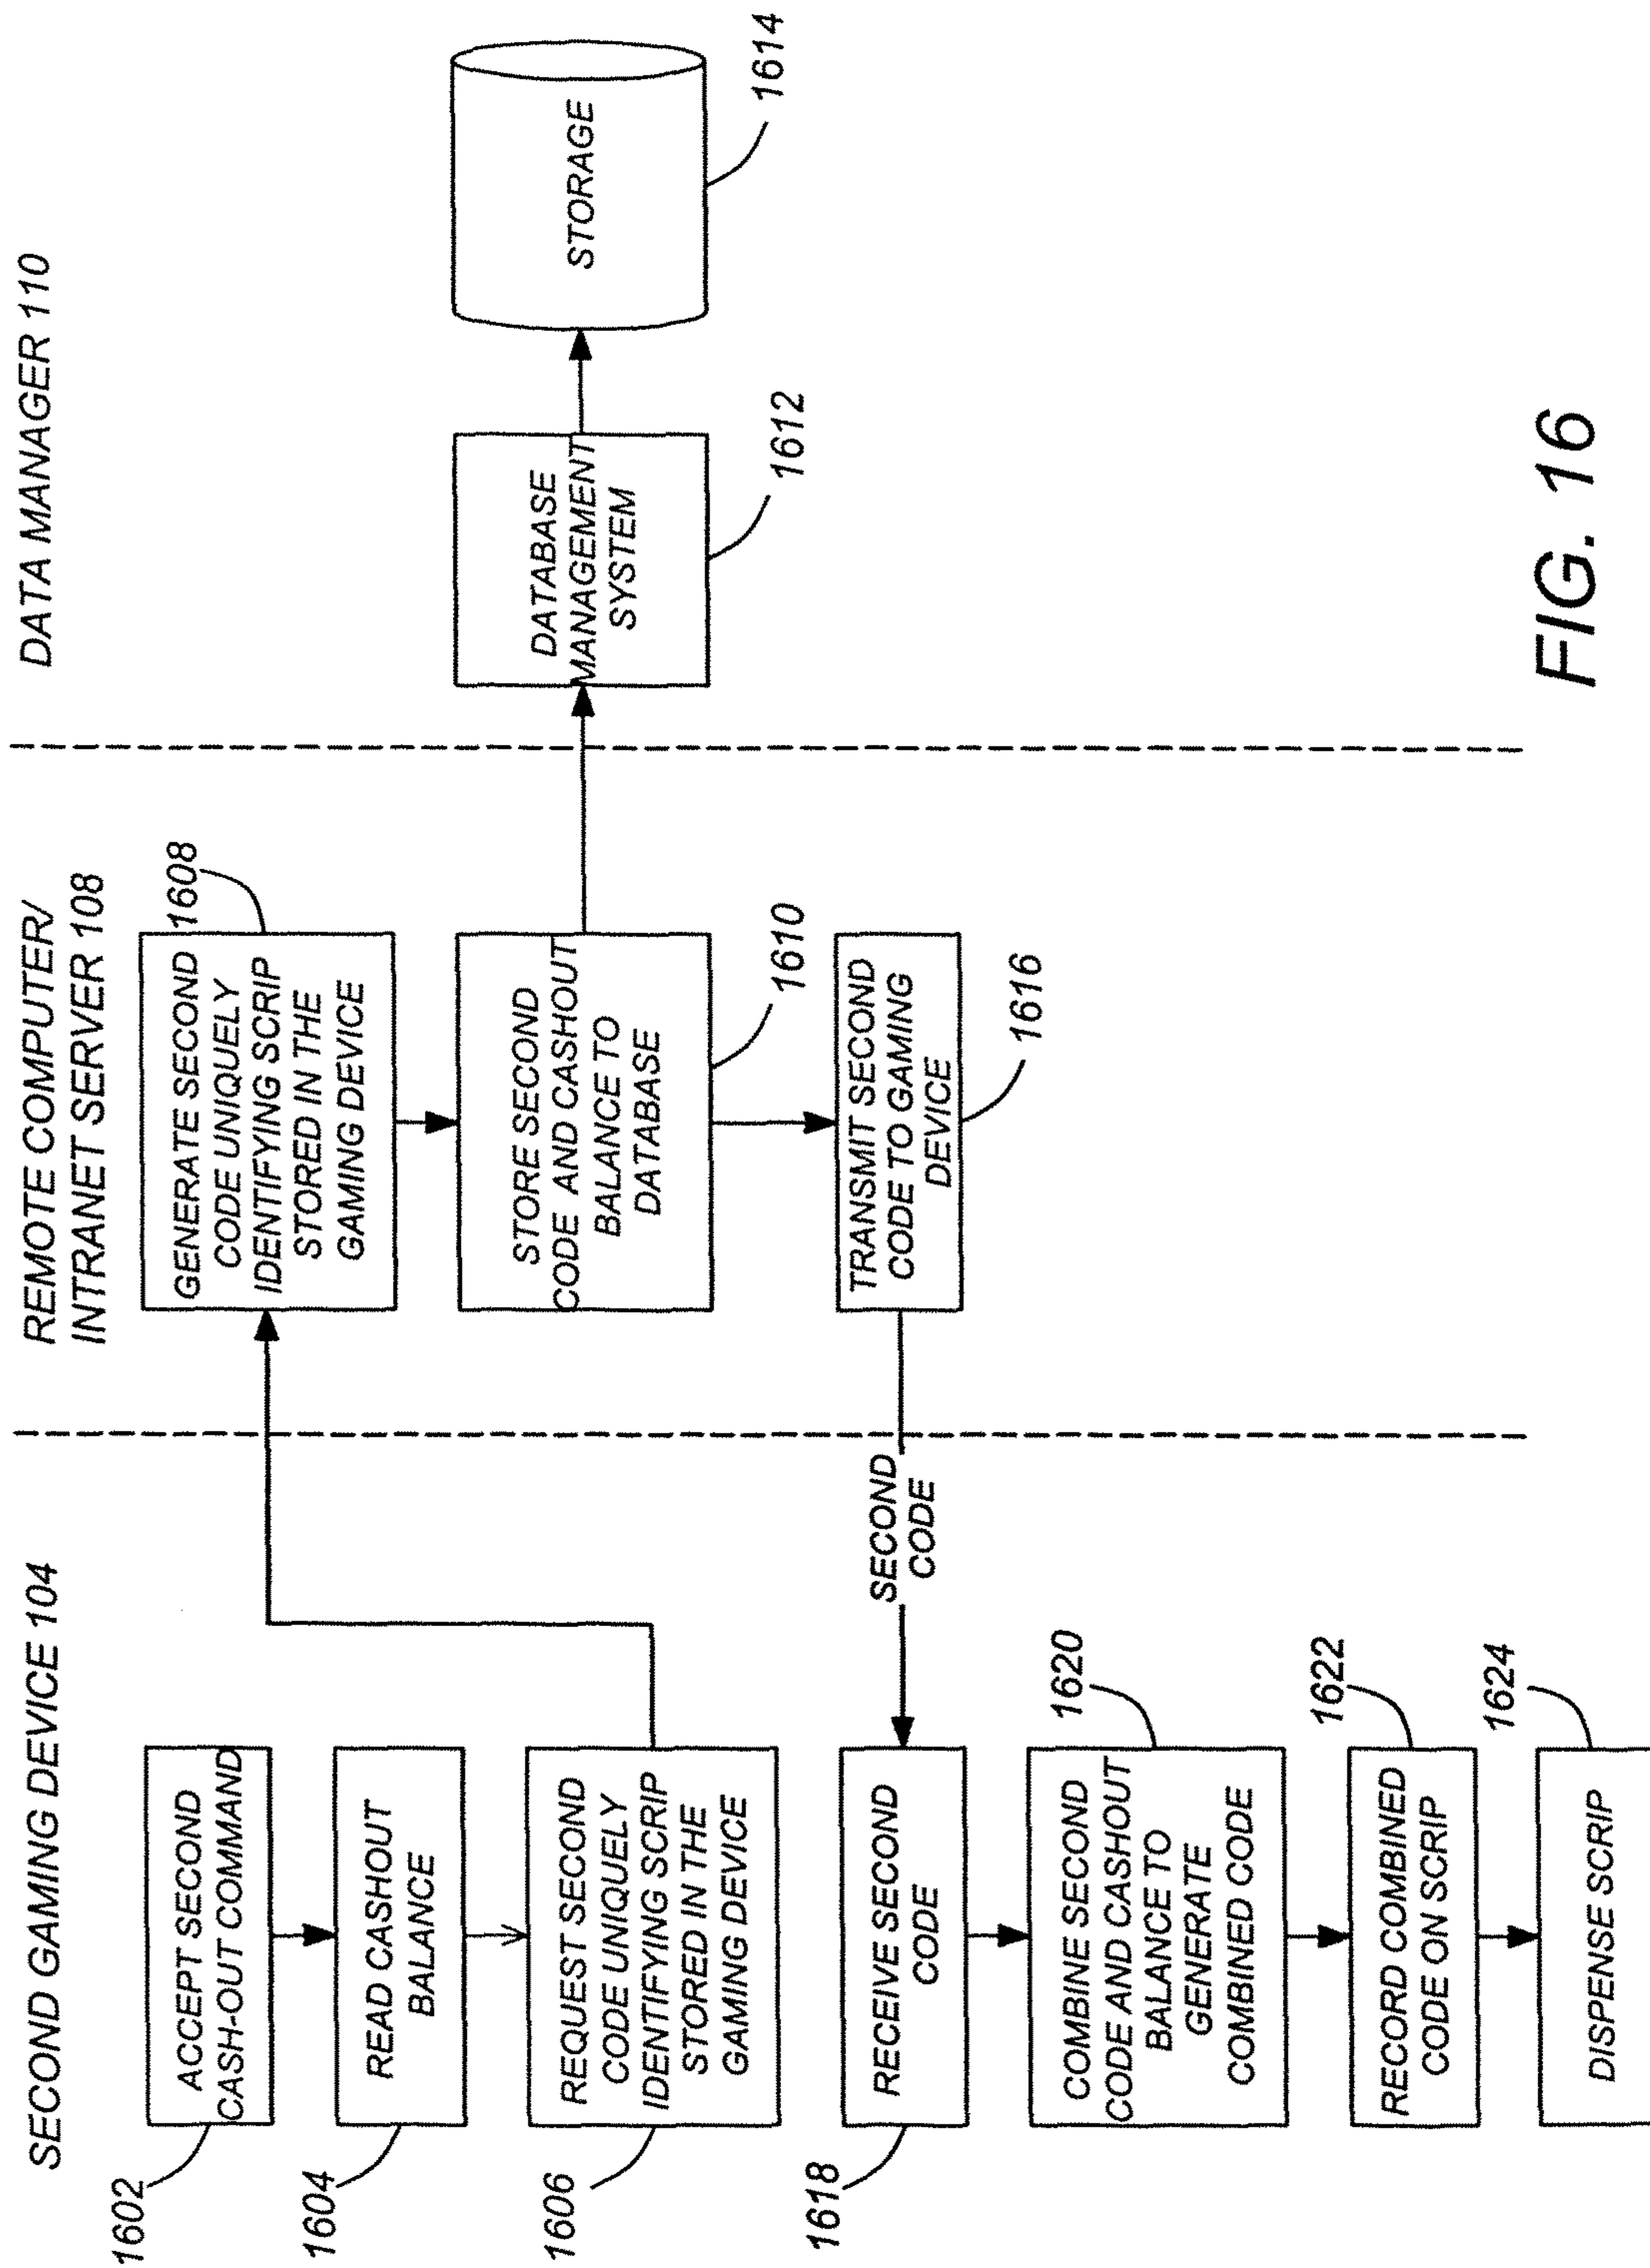 SECOND GAMING DEVICE 104
1602
ACCEPT SECOND
CASH-OUT COMMAND
1604
READ CASHOUT
BALANCE
1606
REQUEST SECOND
CODE UNIQUELY
IDENTIFYING SCRIP
STORED IN THE
GAMING DEVICE
1618
RECEIVE SECOND
CODE
1620
COMBINE SECOND
CODE AND CASHOUT
BALANCE TO
GENERATE
COMBINED CODE
1622
RECORD COMBINED
CODE ON SCRIP
1624
DISPENSE SCRIP
SECOND
CODE
REMOTE COMPUTER/
INTRANET SERVER 108
1608
GENERATE SECOND
CODE UNIQUELY
IDENTIFYING SCRIP
STORED IN THE
GAMING DEVICE
STORE SECOND
CODE AND CASHOUT
BALANCE TO
DATABASE
1610
TRANSMIT SECOND
CODE TO GAMING
DEVICE
1616
DATA MANAGER 110
DATABASE
MANAGEMENT
SYSTEM
1612
STORAGE
1614
FIG. 16